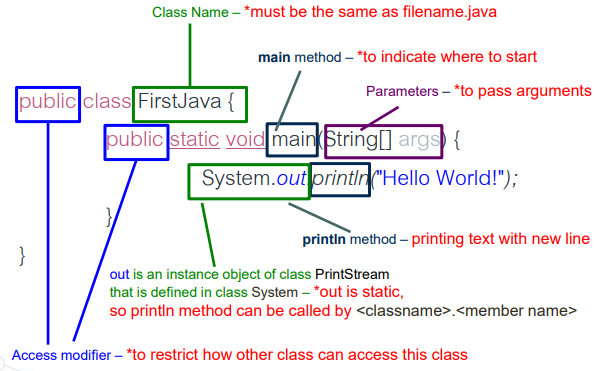 Class Name – *must be the same as filename.java
main method – *to indicate where to start
Parameters – *to pass arguments
public class FirstJava {
public static void main(String[] args) {
System.out.println("Hello World!");
}
}
println method – printing text with new line
out is an instance object of class PrintStream
that is defined in class System – *out is static,
so println method can be called by <classname>.<member name>
Access modifier – *to restrict how other class can access this class